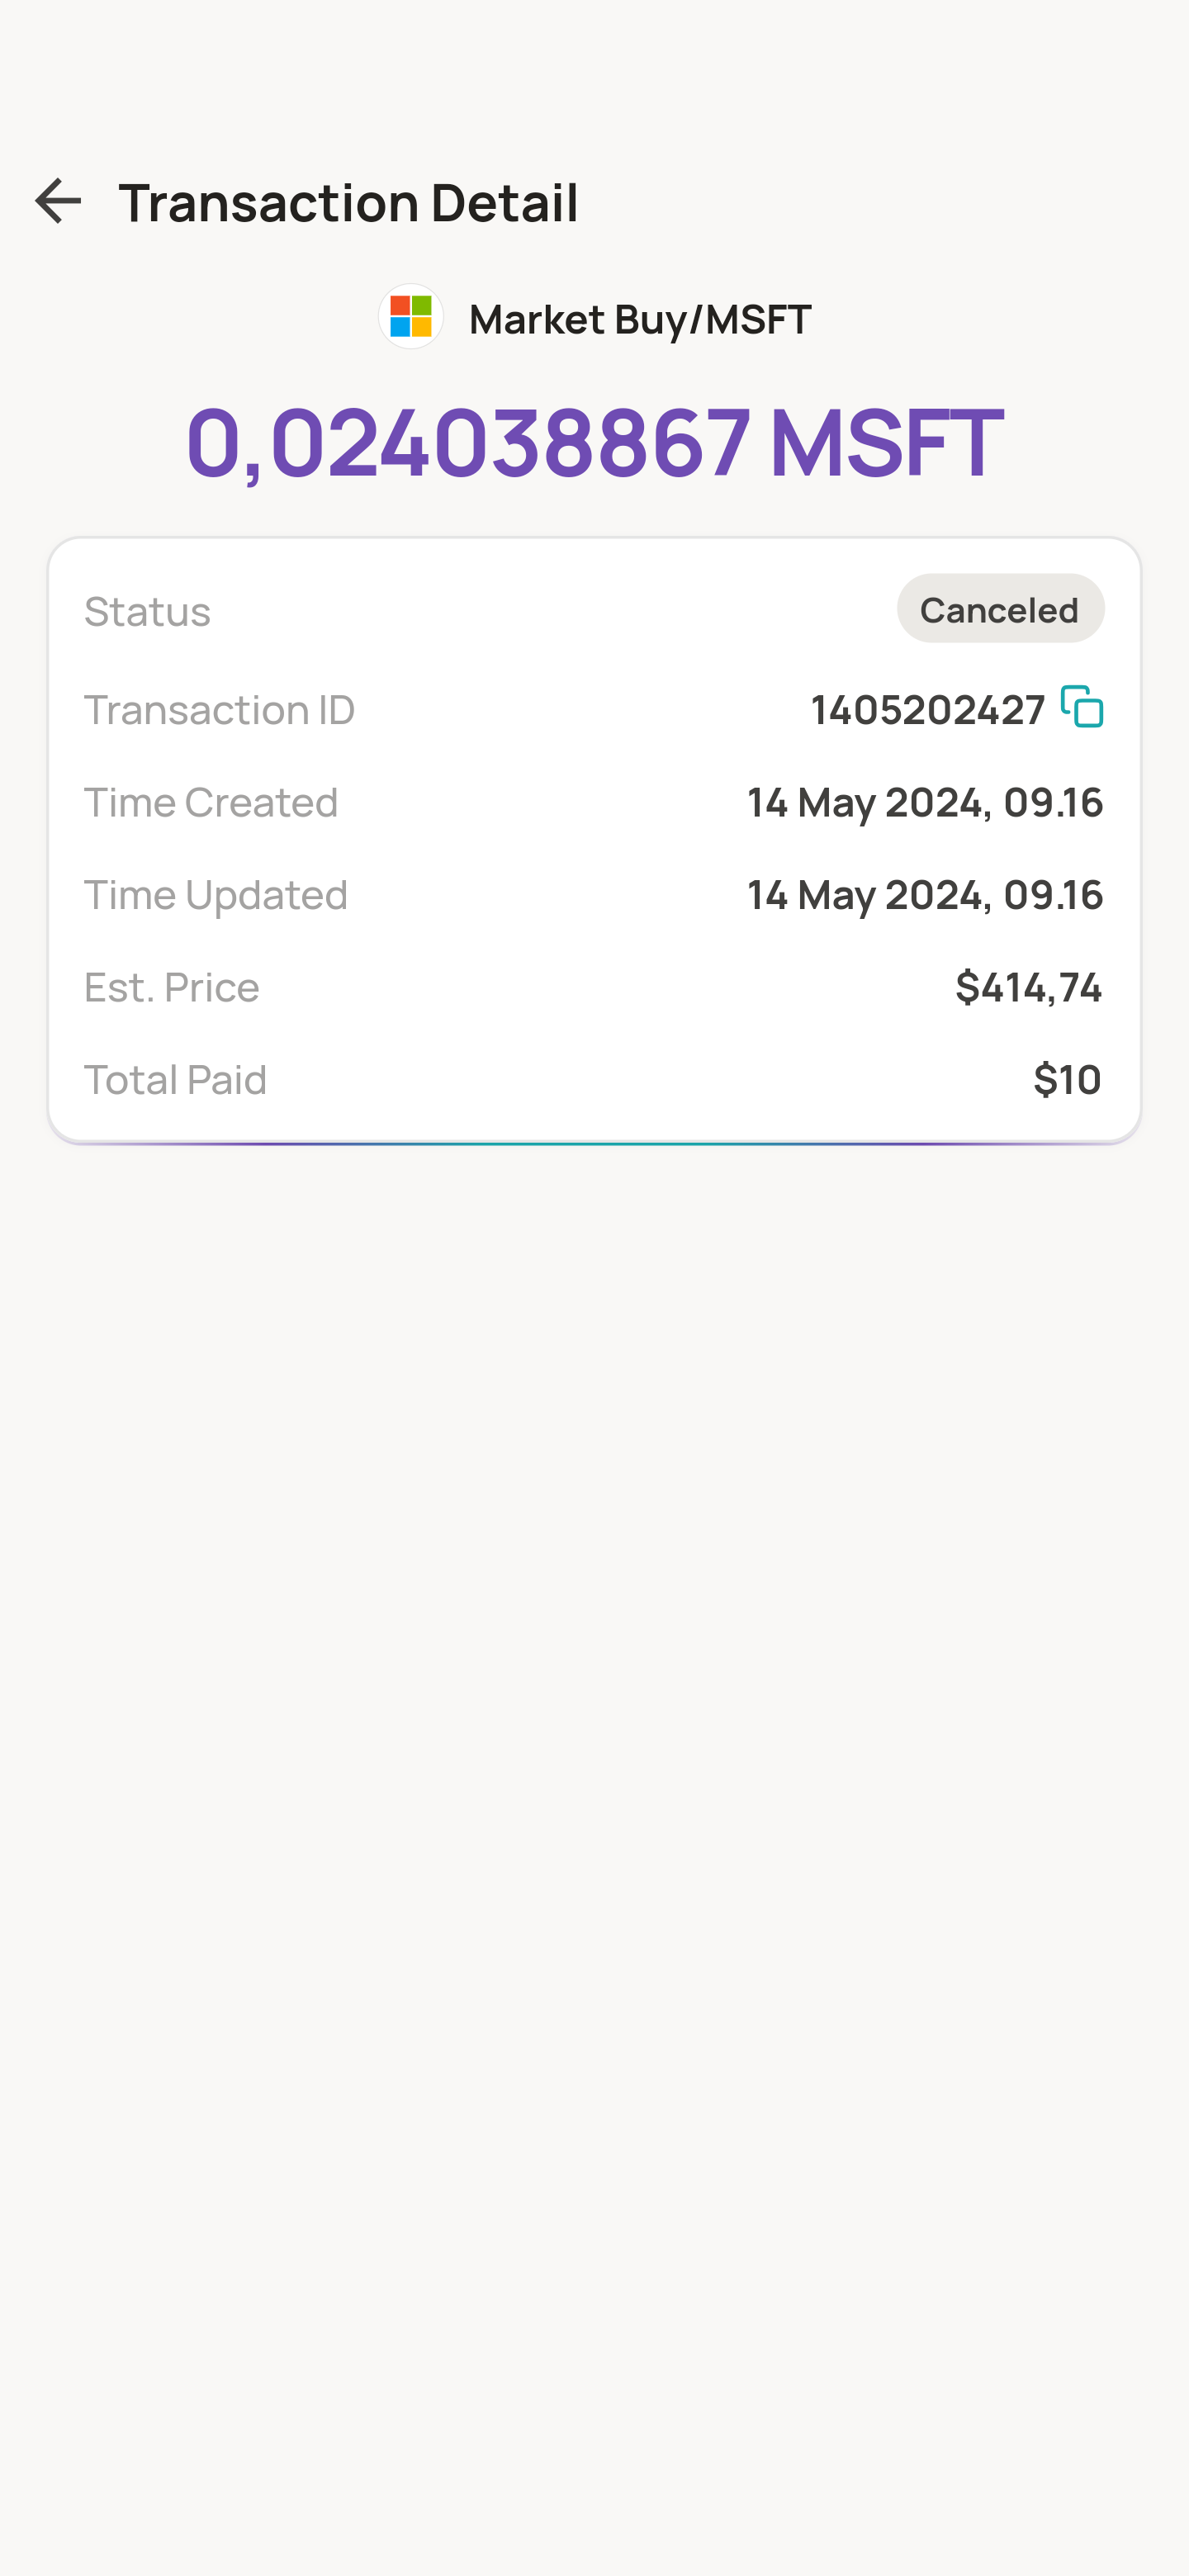 Transaction Detail
Market Buy/MSFT
0,024038867 MSFT
Status Canceled
Transaction ID 1405202427
Time Created 14 May 2024, 09.16
Time Updated 14 May 2024, 09.16
Est. Price $414,74
Total Paid $10